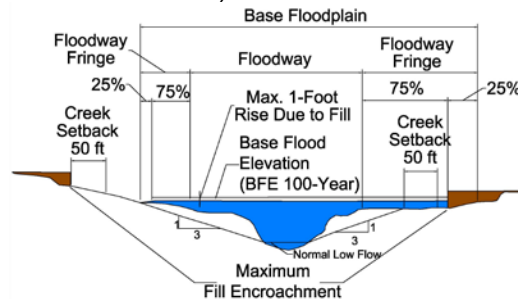 Base Floodplain
Floodway
Fringe
Floodway
Floodway
Fringe
25%
75%
75%
25%
Max. 1-Foot
Rise Due to Fill
Creek
Setback
50 ft
Creek
Setback
50 ft
Base Flood
Elevation
(BFE 100-Year)
1
3
1
3
Normal Low Flow
Maximum
Fill Encroachment